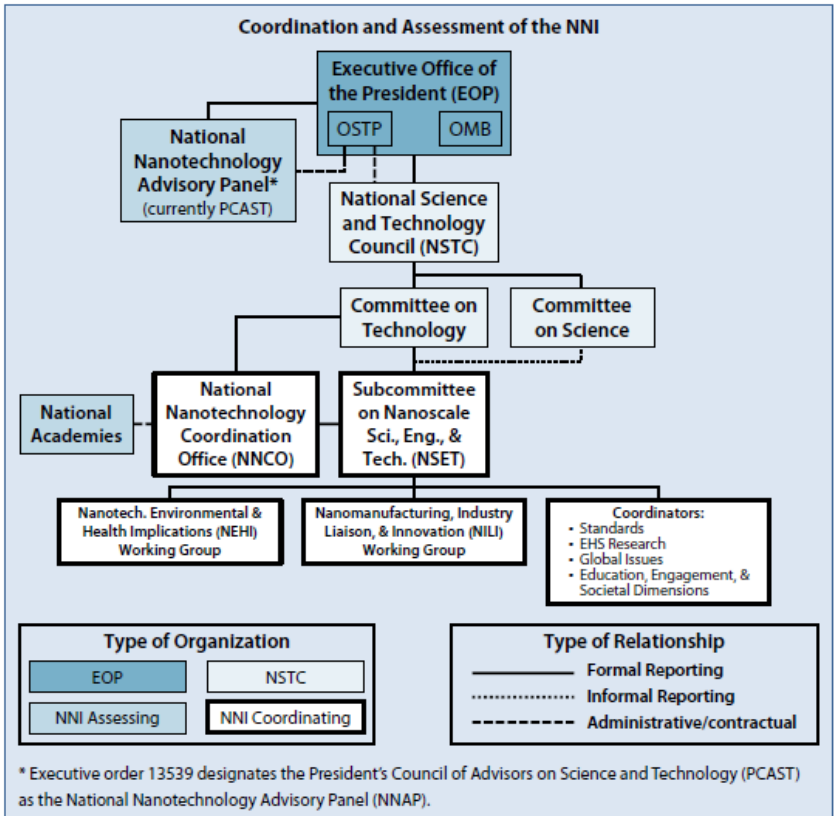 Coordination and Assessment of the NNI
Executive Office of
the President (EOP)
OSTP
OMB
National
Nanotechnology
Advisory Panel*
(currently PCAST)
National Science
and Technology
Council (NSTC)
Committee on
Technology
Committee
on Science
National
Academies
National
Nanotechnology
Coordination
Office (NNCO)
Subcommittee
on Nanoscale
Sci., Eng., &
Tech. (NSET)
Nanotech. Environmental &
Health Implications (NEHI)
Working Group
Nanomanufacturing, Industry
Liaison, & Innovation (NILI)
Working Group
Coordinators:
• Standards
• EHS Research
• Global Issues
• Education, Engagement, &
Societal Dimensions
Type of Organization
EOP
NSTC
NNI Assessing
NNI Coordinating
Type of Relationship
Formal Reporting
Informal Reporting
Administrative/contractual
* Executive order 13539 designates the President's Council of Advisors on Science and Technology (PCAST)
as the National Nanotechnology Advisory Panel (NNAP).